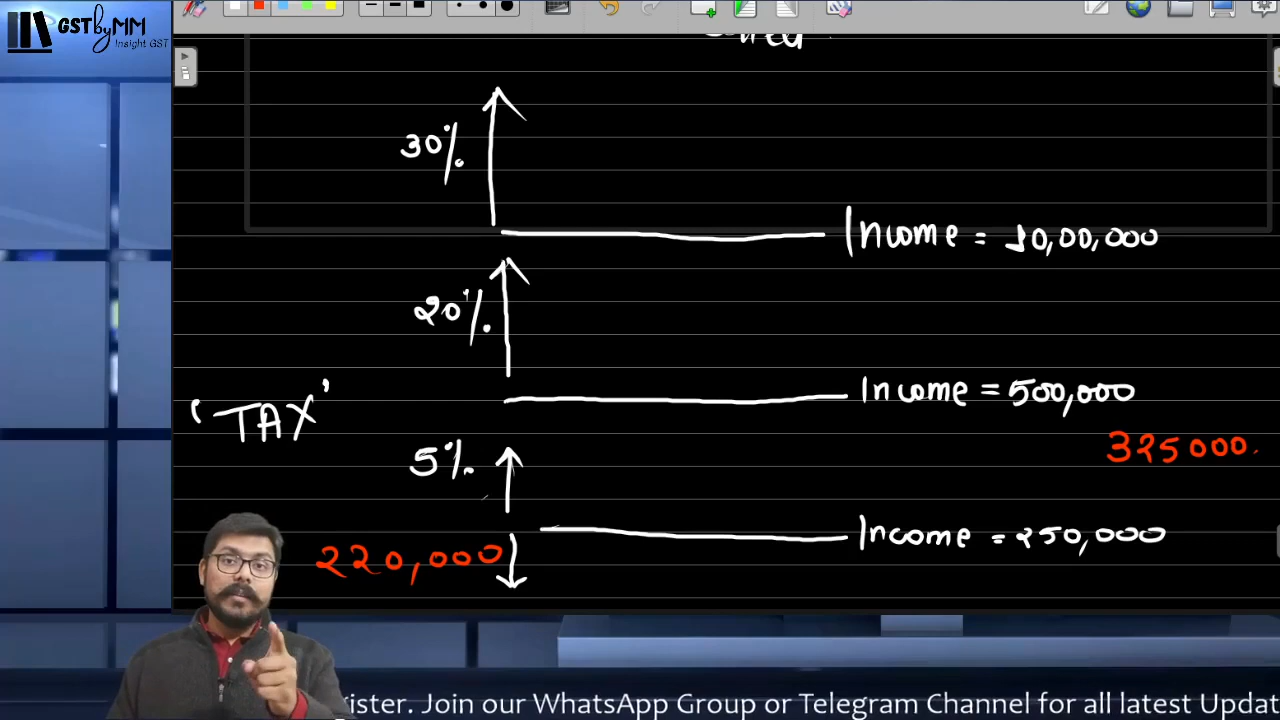 GSTbyMM
Insight GST
30%
Income = 10,00,000
20%
'TAX'
Income = 500,000
5%
325000.
Income = 250,000
220,000
ister. Join our WhatsApp Group or Telegram Channel for all latest Updat